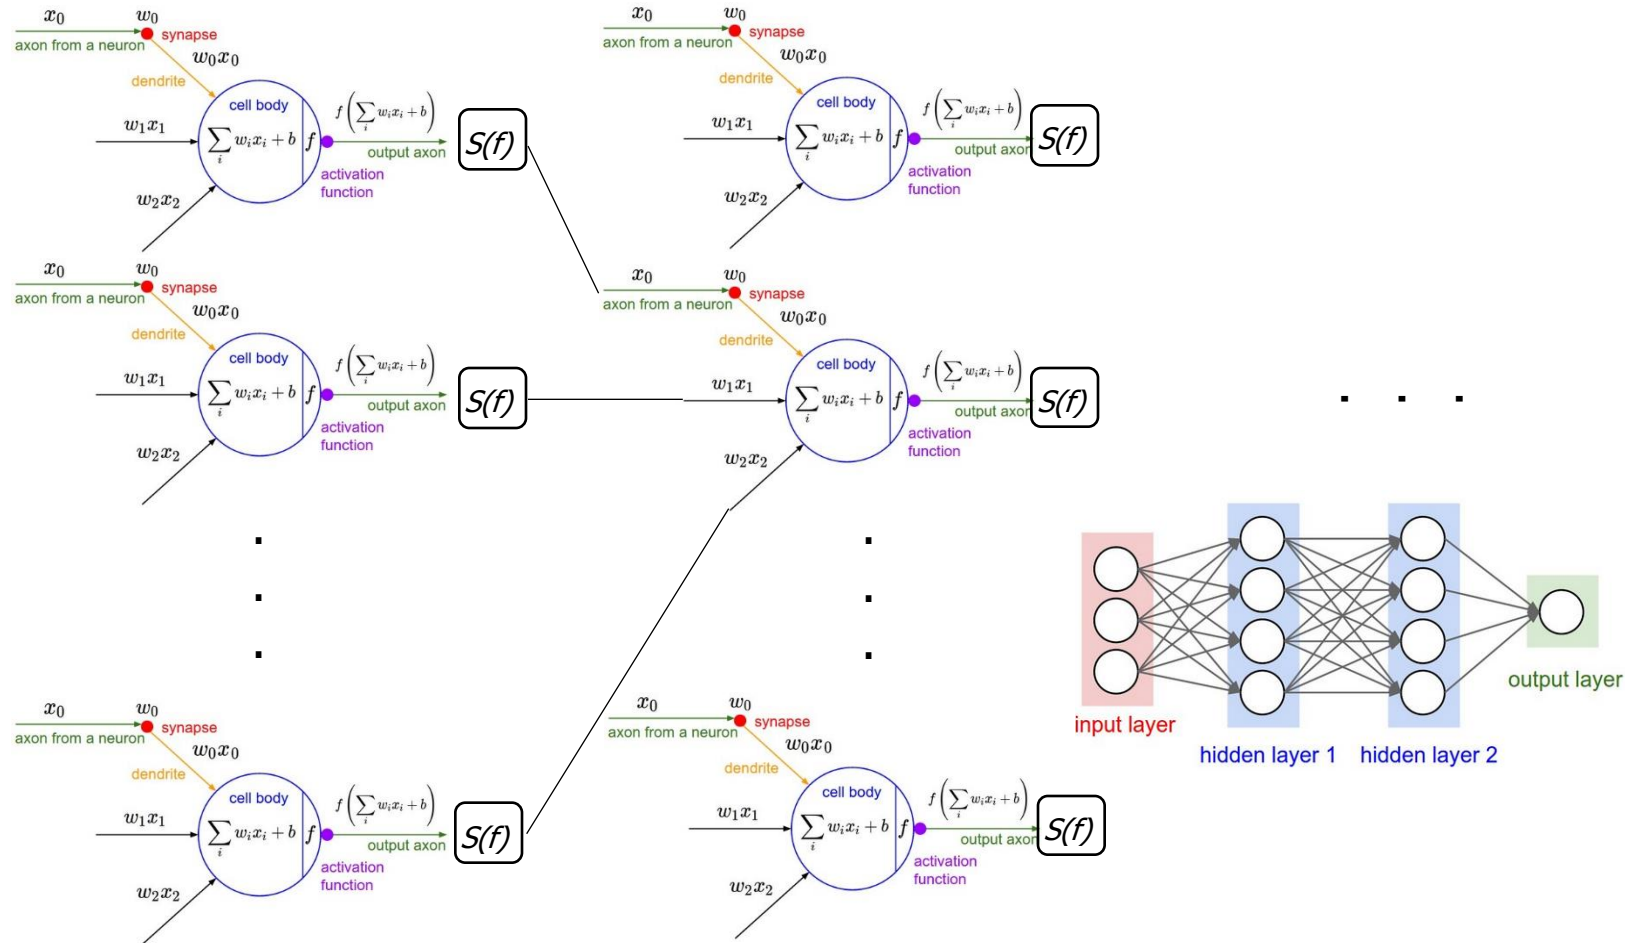 x₀ w₀
axon from a neuron synapse
w₀x₀
dendrite
cell body
f(∑ᵢ wᵢxᵢ + b)
w₁x₁
∑ᵢ wᵢxᵢ + b f
output axon
S(f)
activation
function
w₂x₂
x₀ w₀
axon from a neuron synapse
w₀x₀
dendrite
cell body
f(∑ᵢ wᵢxᵢ + b)
w₁x₁
∑ᵢ wᵢxᵢ + b f
output axon
S(f)
activation
function
w₂x₂
x₀ w₀
axon from a neuron synapse
w₀x₀
dendrite
cell body
f(∑ᵢ wᵢxᵢ + b)
w₁x₁
∑ᵢ wᵢxᵢ + b f
output axon
S(f)
activation
function
w₂x₂
. . .
x₀ w₀
axon from a neuron synapse
w₀x₀
dendrite
cell body
f(∑ᵢ wᵢxᵢ + b)
w₁x₁
∑ᵢ wᵢxᵢ + b f
output axon
S(f)
activation
function
w₂x₂
. . .
x₀ w₀
axon from a neuron synapse
w₀x₀
dendrite
cell body
f(∑ᵢ wᵢxᵢ + b)
w₁x₁
∑ᵢ wᵢxᵢ + b f
output axon
S(f)
activation
function
w₂x₂
. . .
x₀ w₀
axon from a neuron synapse
w₀x₀
dendrite
cell body
f(∑ᵢ wᵢxᵢ + b)
w₁x₁
∑ᵢ wᵢxᵢ + b f
output axon
S(f)
activation
function
w₂x₂
input layer
hidden layer 1
hidden layer 2
output layer